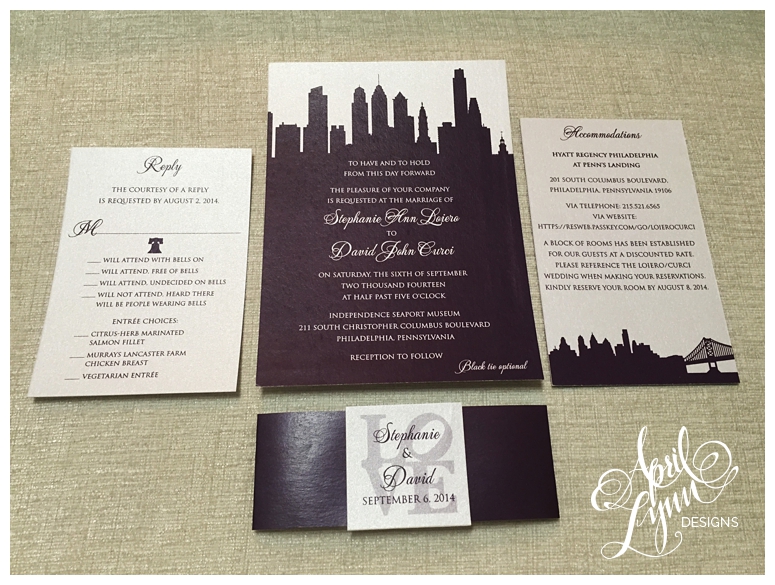 Reply
THE COURTESY OF A REPLY
IS REQUESTED BY AUGUST 2, 2014.
M
WILL ATTEND WITH BELLS ON
WILL ATTEND, FREE OF BELLS
WILL ATTEND, UNDECIDED ON BELLS
WILL NOT ATTEND, HEARD THERE
WILL BE PEOPLE WEARING BELLS
ENTRÉE CHOICES:
CITRUS-HERB MARINATED
SALMON FILLET
MURRAYS LANCASTER FARM
CHICKEN BREAST
VEGETARIAN ENTRÉE
TO HAVE AND TO HOLD
FROM THIS DAY FORWARD
THE PLEASURE OF YOUR COMPANY
IS REQUESTED AT THE MARRIAGE OF
Stephanie Ann Loiero
TO
David John Curci
ON SATURDAY, THE SIXTH OF SEPTEMBER
TWO THOUSAND FOURTEEN
AT HALF PAST FIVE O'CLOCK
INDEPENDENCE SEAPORT MUSEUM
211 SOUTH CHRISTOPHER COLUMBUS BOULEVARD
PHILADELPHIA, PENNSYLVANIA
RECEPTION TO FOLLOW
Black tie optional
Accommodations
HYATT REGENCY PHILADELPHIA
AT PENN'S LANDING
201 SOUTH COLUMBUS BOULEVARD,
PHILADELPHIA, PENNSYLVANIA 19106
VIA TELEPHONE: 215.521.6565
VIA WEBSITE:
HTTPS://RESWEB.PASSKEY.COM/GO/LOIEROCURCI
A BLOCK OF ROOMS HAS BEEN ESTABLISHED
FOR OUR GUESTS AT A DISCOUNTED RATE.
PLEASE REFERENCE THE LOIERO/CURCI
WEDDING WHEN MAKING YOUR RESERVATIONS.
KINDLY RESERVE YOUR ROOM BY AUGUST 8, 2014.
LO
VE
Stephanie
&
David
SEPTEMBER 6, 2014
April
Lynn
DESIGNS